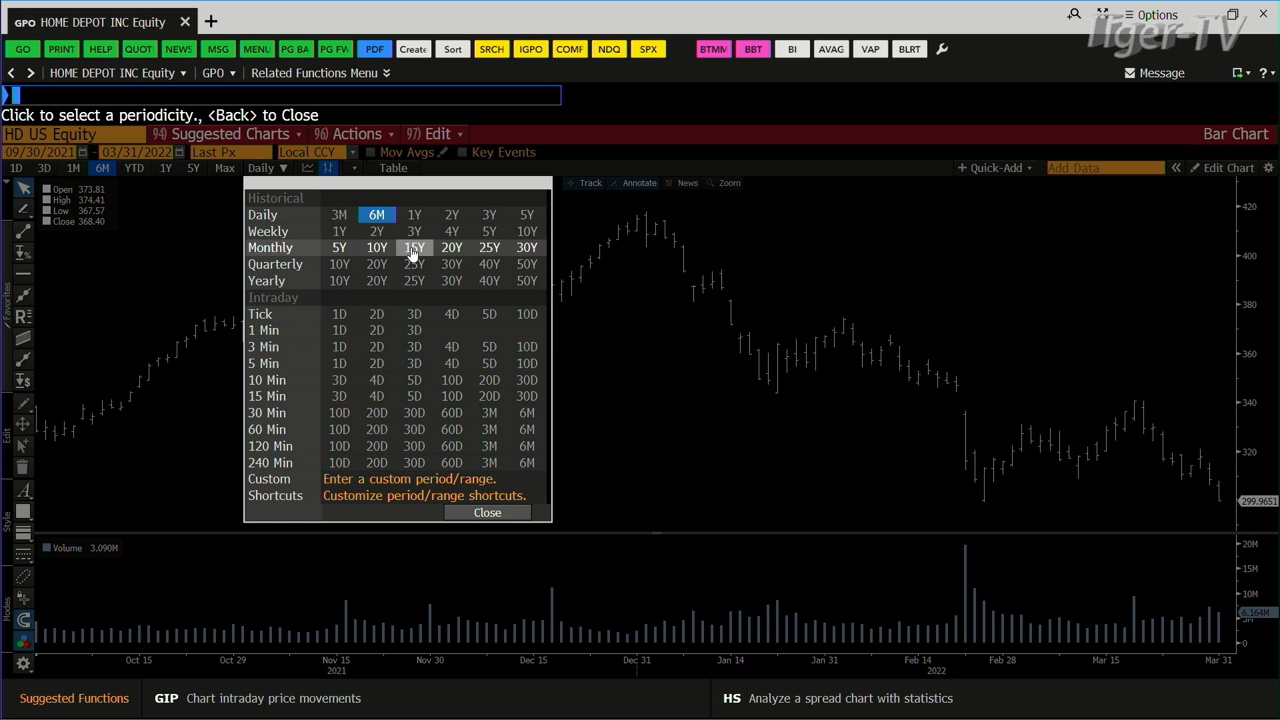 GPO HOME DEPOT INC Equity ✕ +
Options
Tiger-TV
GO PRINT HELP QUOT NEWS MSG MENU PG BA PG FW PDF Create Sort SRCH IGPO COMF NDQ SPX BTMM BBT BI AVAG VAP BLRT
HOME DEPOT INC Equity GPO Related Functions Menu Message ?
Click to select a periodicity., <Back> to Close
HD US Equity 94) Suggested Charts 96) Actions 97) Edit Bar Chart
09/30/2021 - 03/31/2022 Last Px Local CCY Mov Avgs Key Events
1D 3D 1M 6M YTD 1Y 5Y Max Daily ▼ Table + Quick-Add Add Data Edit Chart
Track Annotate News Zoom
Open 373.81
High 374.41
Low 367.57
Close 368.40
Historical
Daily 3M 6M 1Y 2Y 3Y 5Y
Weekly 1Y 2Y 3Y 4Y 5Y 10Y
Monthly 5Y 10Y 15Y 20Y 25Y 30Y
Quarterly 10Y 20Y 25Y 30Y 40Y 50Y
Yearly 10Y 20Y 25Y 30Y 40Y 50Y
Intraday
Tick 1D 2D 3D 4D 5D 10D
1 Min 1D 2D 3D
3 Min 1D 2D 3D 4D 5D 10D
5 Min 1D 2D 3D 4D 5D 10D
10 Min 3D 4D 5D 10D 20D 30D
15 Min 3D 4D 5D 10D 20D 30D
30 Min 10D 20D 30D 60D 3M 6M
60 Min 10D 20D 30D 60D 3M 6M
120 Min 10D 20D 30D 60D 3M 6M
240 Min 10D 20D 30D 60D 3M 6M
Custom Enter a custom period/range.
Shortcuts Customize period/range shortcuts.
Close
420
400
380
360
340
320
299.9651
Favorites
Edit
Style
Modes
Volume 3.090M
20M
15M
10M
6.164M
5M
0
Oct 15 Oct 29 Nov 15 Nov 30 Dec 15 Dec 31 Jan 14 Jan 31 Feb 14 Feb 28 Mar 15 Mar 31
2021 2022
Suggested Functions GIP Chart intraday price movements HS Analyze a spread chart with statistics